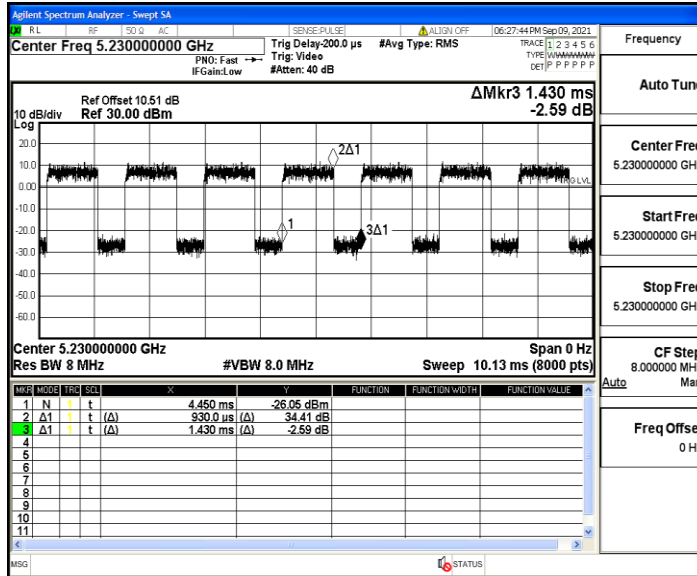 Agilent Spectrum Analyzer - Swept SA
RL RF 50 Ω AC SENSE:PULSE ALIGN OFF 06:27:44 PM Sep 09, 2021
Center Freq 5.230000000 GHz
PNO: Fast
IFGain:Low
Trig Delay-200.0 µs
Trig: Video
#Atten: 40 dB
#Avg Type: RMS
TRACE 1 2 3 4 5 6
TYPE WWWWWW
DET P P P P P P
ΔMkr3 1.430 ms
-2.59 dB
Ref Offset 10.51 dB
10 dB/div Ref 30.00 dBm
Log
20.0
10.0
0.00
-10.0
-20.0
-30.0
-40.0
-50.0
-60.0
2Δ1
1
3Δ1
LVL
Center 5.230000000 GHz Span 0 Hz
Res BW 8 MHz #VBW 8.0 MHz Sweep 10.13 ms (8000 pts)
MKR MODE TRC SCL X Y FUNCTION FUNCTION WIDTH FUNCTION VALUE
1 N 1 t 4.450 ms -26.05 dBm
2 Δ1 1 t (Δ) 930.0 µs (Δ) 34.41 dB
3 Δ1 1 t (Δ) 1.430 ms (Δ) -2.59 dB
4
5
6
7
8
9
10
11
MSG STATUS
Frequency
Auto Tun
Center Fre
5.230000000 GH
Start Fre
5.230000000 GH
Stop Fre
5.230000000 GH
CF Step
8.000000 MH
Auto Mar
Freq Offse
0 H